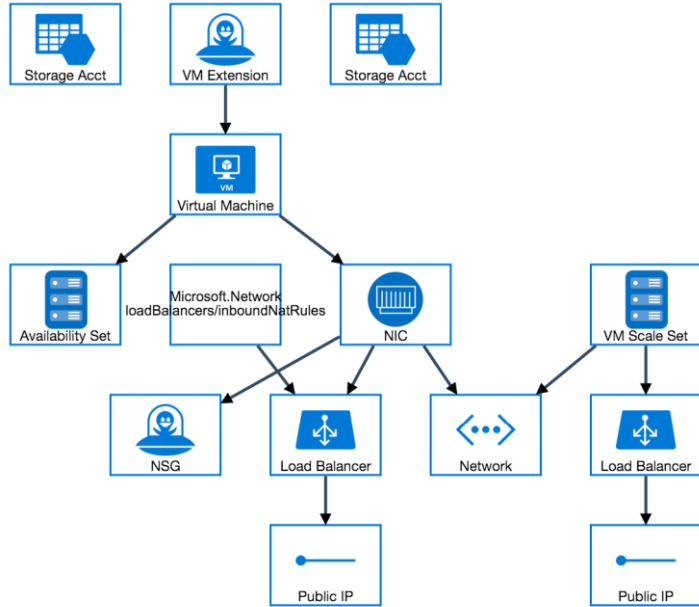 Storage Acct
VM Extension
Storage Acct
VM
Virtual Machine
Availability Set
Microsoft.Network
loadBalancers/inboundNatRules
NIC
VM Scale Set
NSG
Load Balancer
Network
Load Balancer
Public IP
Public IP